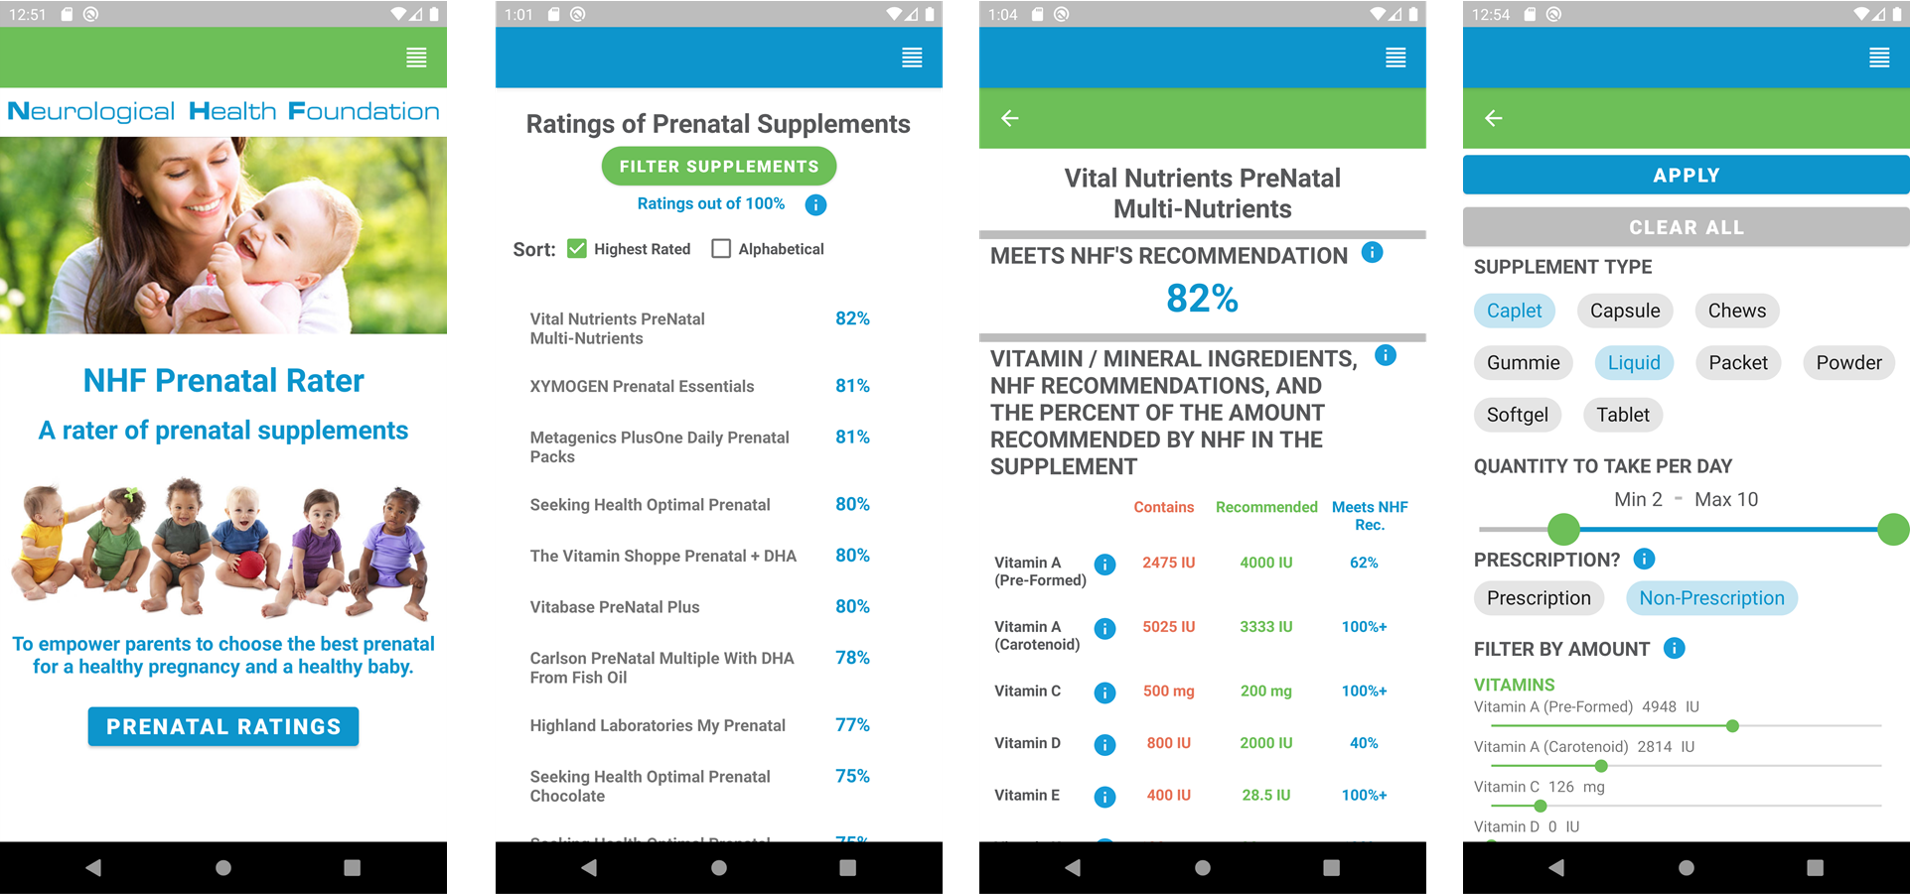 12:51
Neurological Health Foundation
NHF Prenatal Rater
A rater of prenatal supplements
To empower parents to choose the best prenatal
for a healthy pregnancy and a healthy baby.
PRENATAL RATINGS
1:01
Ratings of Prenatal Supplements
FILTER SUPPLEMENTS
Ratings out of 100% i
Sort: Highest Rated Alphabetical
Vital Nutrients PreNatal 82%
Multi-Nutrients
XYMOGEN Prenatal Essentials 81%
Metagenics PlusOne Daily Prenatal 81%
Packs
Seeking Health Optimal Prenatal 80%
The Vitamin Shoppe Prenatal + DHA 80%
Vitabase PreNatal Plus 80%
Carlson PreNatal Multiple With DHA 78%
From Fish Oil
Highland Laboratories My Prenatal 77%
Seeking Health Optimal Prenatal 75%
Chocolate
Seeking Health Optimal Prenatal 75%
1:04
Vital Nutrients PreNatal
Multi-Nutrients
MEETS NHF'S RECOMMENDATION i
82%
VITAMIN / MINERAL INGREDIENTS, i
NHF RECOMMENDATIONS, AND
THE PERCENT OF THE AMOUNT
RECOMMENDED BY NHF IN THE
SUPPLEMENT
Contains Recommended Meets NHF
Rec.
Vitamin A i 2475 IU 4000 IU 62%
(Pre-Formed)
Vitamin A i 5025 IU 3333 IU 100%+
(Carotenoid)
Vitamin C i 500 mg 200 mg 100%+
Vitamin D i 800 IU 2000 IU 40%
Vitamin E i 400 IU 28.5 IU 100%+
12:54
APPLY
CLEAR ALL
SUPPLEMENT TYPE
Caplet Capsule Chews
Gummie Liquid Packet Powder
Softgel Tablet
QUANTITY TO TAKE PER DAY
Min 2 - Max 10
PRESCRIPTION? i
Prescription Non-Prescription
FILTER BY AMOUNT i
VITAMINS
Vitamin A (Pre-Formed) 4948 IU
Vitamin A (Carotenoid) 2814 IU
Vitamin C 126 mg
Vitamin D 0 IU